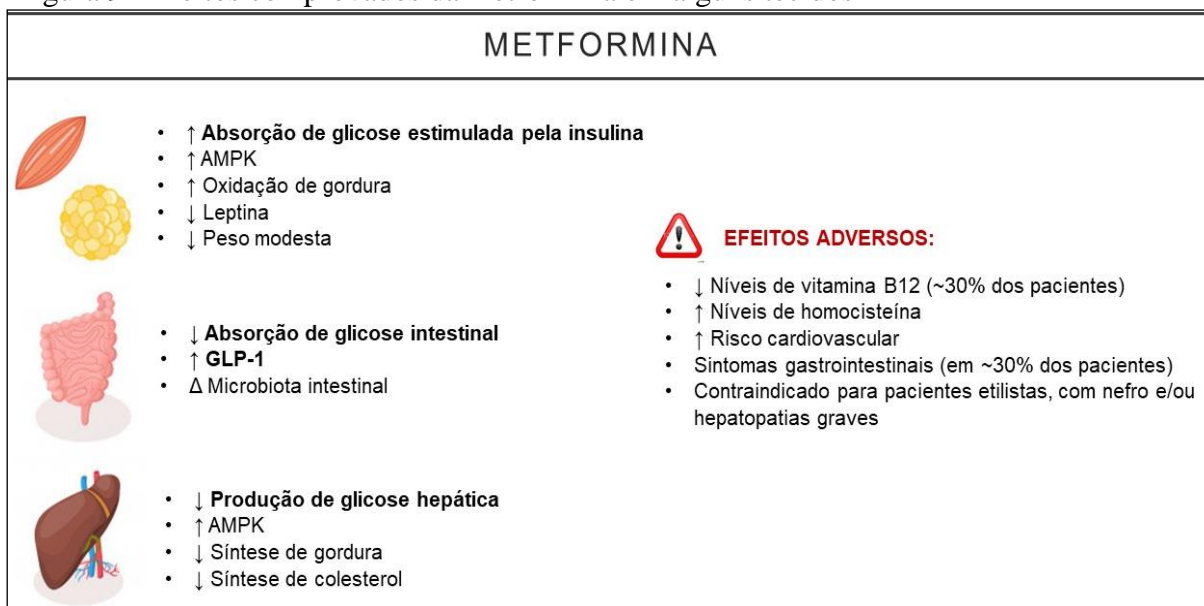 METFORMINA
• ↑ Absorção de glicose estimulada pela insulina
• ↑ AMPK
• ↑ Oxidação de gordura
• ↓ Leptina
• ↓ Peso modesta
• ↓ Absorção de glicose intestinal
• ↑ GLP-1
• Δ Microbiota intestinal
• ↓ Produção de glicose hepática
• ↑ AMPK
• ↓ Síntese de gordura
• ↓ Síntese de colesterol
EFEITOS ADVERSOS:
• ↓ Níveis de vitamina B12 (~30% dos pacientes)
• ↑ Níveis de homocisteína
• ↑ Risco cardiovascular
• Sintomas gastrointestinais (em ~30% dos pacientes)
• Contraindicado para pacientes etilistas, com nefro e/ou
hepatopatias graves